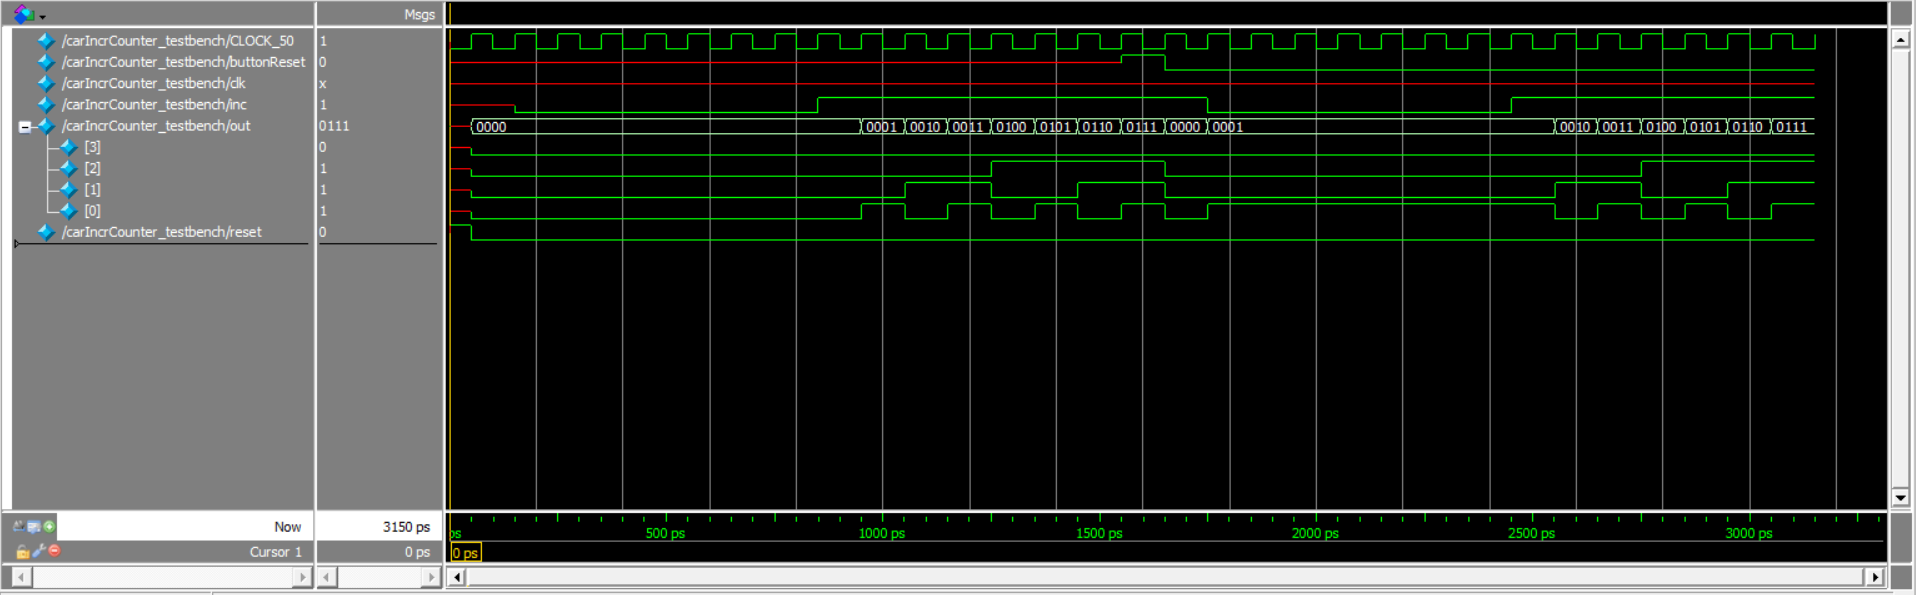 Msgs
/carIncrCounter_testbench/CLOCK_50 1
/carIncrCounter_testbench/buttonReset 0
/carIncrCounter_testbench/clk x
/carIncrCounter_testbench/inc 1
/carIncrCounter_testbench/out 0111 0000 0001 0010 0011 0100 0101 0110 0111 0000 0001 0010 0011 0100 0101 0110 0111
[3] 0
[2] 1
[1] 1
[0] 1
/carIncrCounter_testbench/reset 0
Now 3150 ps ps 500 ps 1000 ps 1500 ps 2000 ps 2500 ps 3000 ps
Cursor 1 0 ps 0 ps